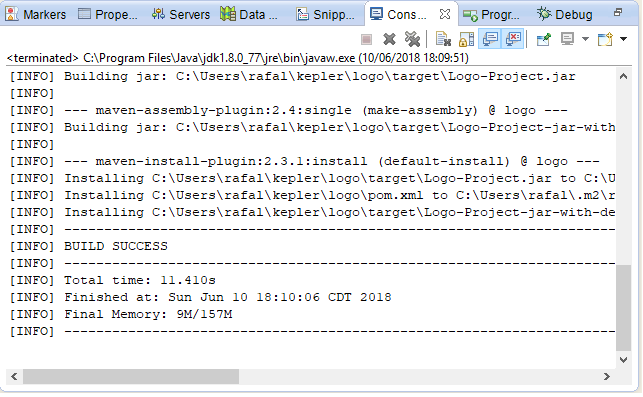 Markers Prope... Servers Data ... Snipp... Cons... Progr... Debug
<terminated> C:\Program Files\Java\jdk1.8.0_77\jre\bin\javaw.exe (10/06/2018 18:09:51)
[INFO] Building jar: C:\Users\rafal\kepler\logo\target\Logo-Project.jar
[INFO]
[INFO] --- maven-assembly-plugin:2.4:single (make-assembly) @ logo ---
[INFO] Building jar: C:\Users\rafal\kepler\logo\target\Logo-Project-jar-with
[INFO]
[INFO] --- maven-install-plugin:2.3.1:install (default-install) @ logo ---
[INFO] Installing C:\Users\rafal\kepler\logo\target\Logo-Project.jar to C:\U
[INFO] Installing C:\Users\rafal\kepler\logo\pom.xml to C:\Users\rafal\.m2\r
[INFO] Installing C:\Users\rafal\kepler\logo\target\Logo-Project-jar-with-de
[INFO] ------------------------------------------------------------------------
[INFO] BUILD SUCCESS
[INFO] ------------------------------------------------------------------------
[INFO] Total time: 11.410s
[INFO] Finished at: Sun Jun 10 18:10:06 CDT 2018
[INFO] Final Memory: 9M/157M
[INFO] ------------------------------------------------------------------------